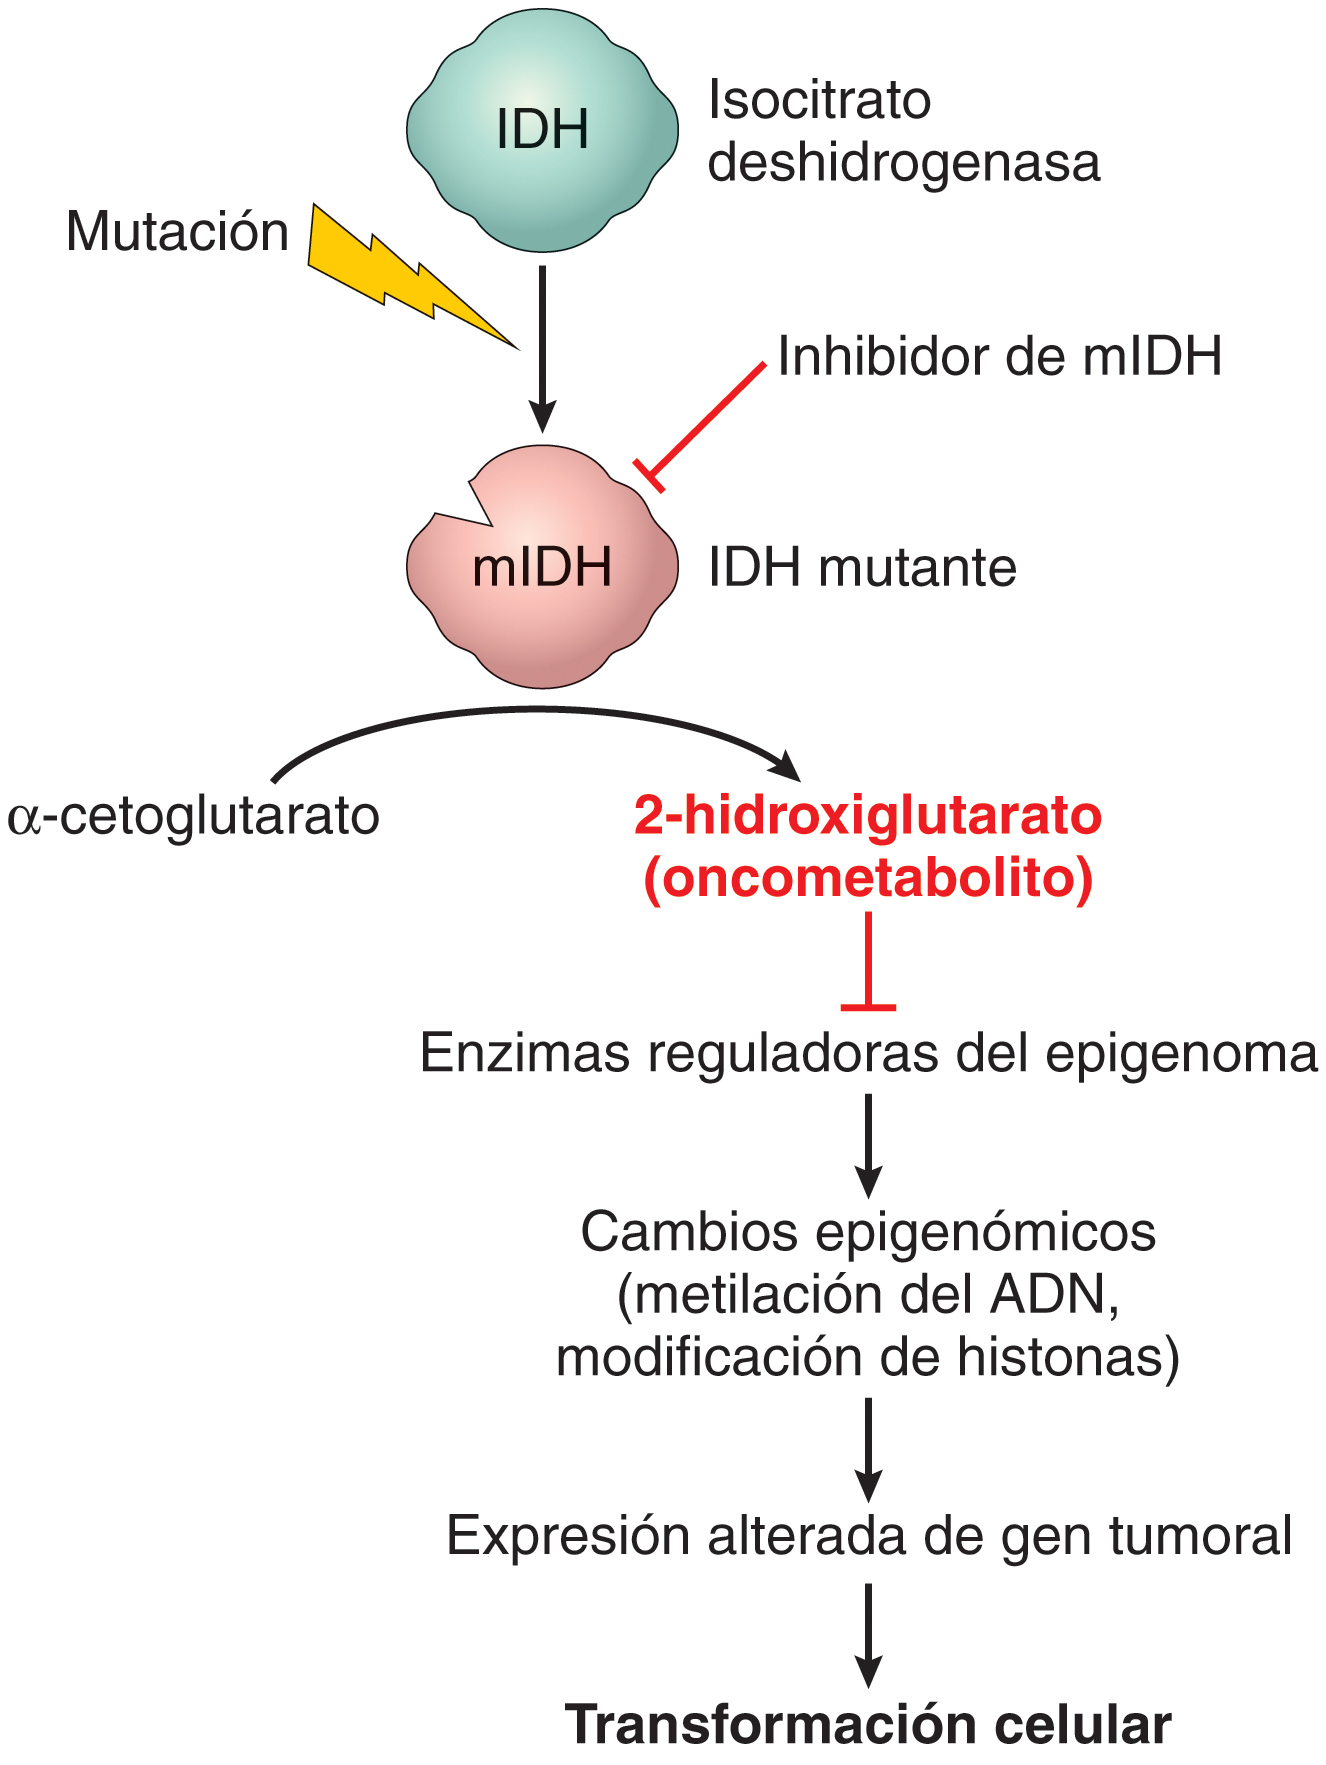 IDH
Isocitrato
deshidrogenasa
Mutación
Inhibidor de mIDH
mIDH
IDH mutante
α-cetoglutarato
2-hidroxiglutarato
(oncometabolito)
Enzimas reguladoras del epigenoma
Cambios epigenómicos
(metilación del ADN,
modificación de histonas)
Expresión alterada de gen tumoral
Transformación celular